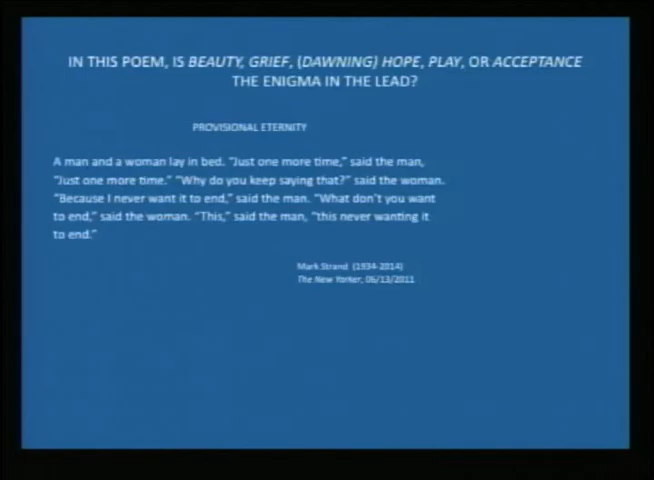 IN THIS POEM, IS BEAUTY, GRIEF, (DAWNING) HOPE, PLAY, OR ACCEPTANCE
THE ENIGMA IN THE LEAD?
PROVISIONAL ETERNITY
A man and a woman lay in bed. “Just one more time,” said the man,
“Just one more time.” “Why do you keep saying that?” said the woman.
“Because I never want it to end,” said the man. “What don’t you want
to end,” said the woman. “This,” said the man, “this never wanting it
to end.”
Mark Strand (1934-2014)
The New Yorker, 06/13/2011